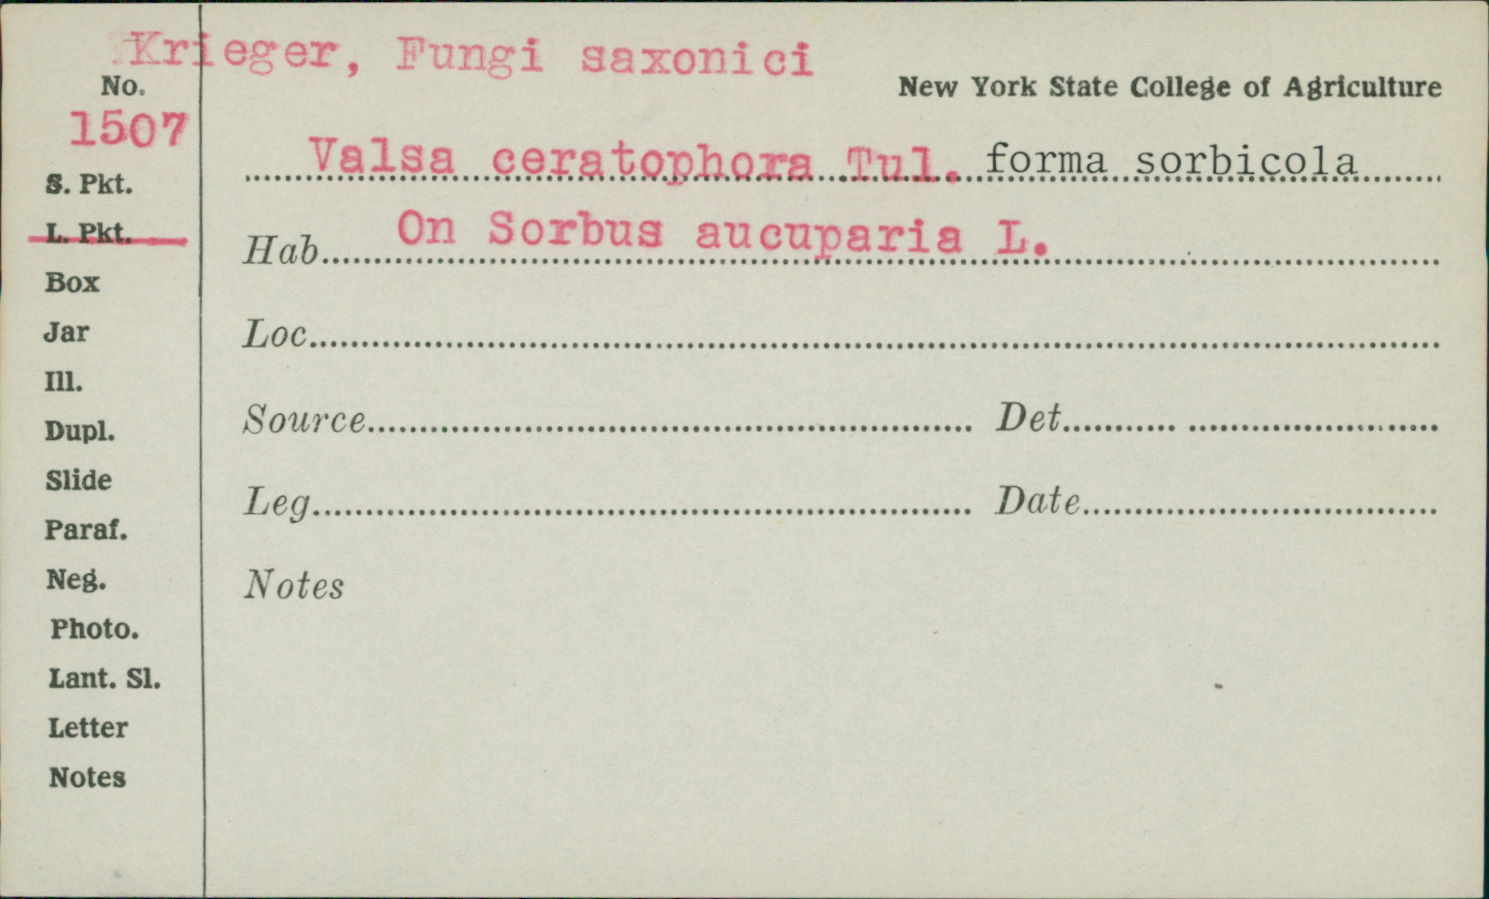 Krieger, Fungi saxonici
No.
New York State College of Agriculture
1507
Valsa ceratophora Tul. forma sorbicola
S. Pkt.
L. Pkt.
Hab. On Sorbus aucuparia L.
Box
Jar
Loc.
Ill.
Dupl.
Source Det.
Slide
Leg. Date
Paraf.
Neg.
Notes
Photo.
Lant. Sl.
Letter
Notes